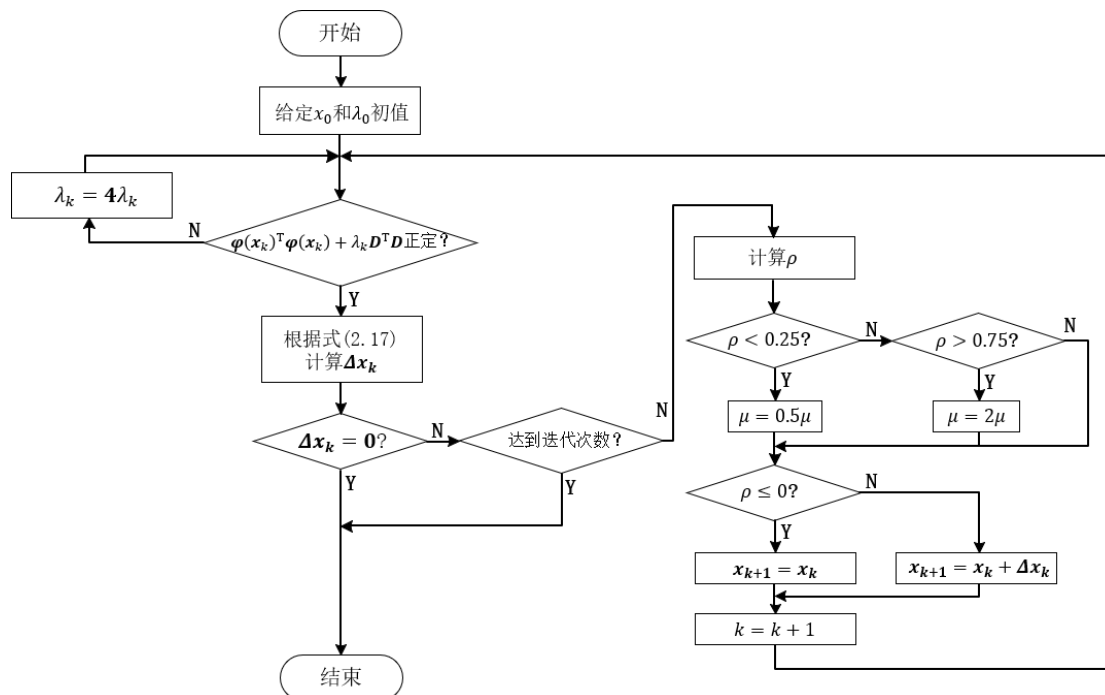 开始
给定x₀和λ₀初值
λₖ = 4λₖ
N
φ(xₖ)ᵀφ(xₖ) + λₖDᵀD正定?
Y
根据式(2.17)
计算Δxₖ
Δxₖ = 0?
N
Y
达到迭代次数?
N
Y
结束
计算ρ
ρ < 0.25?
N
Y
ρ > 0.75?
N
Y
μ = 0.5μ
μ = 2μ
ρ ≤ 0?
N
Y
xₖ₊₁ = xₖ
xₖ₊₁ = xₖ + Δxₖ
k = k + 1